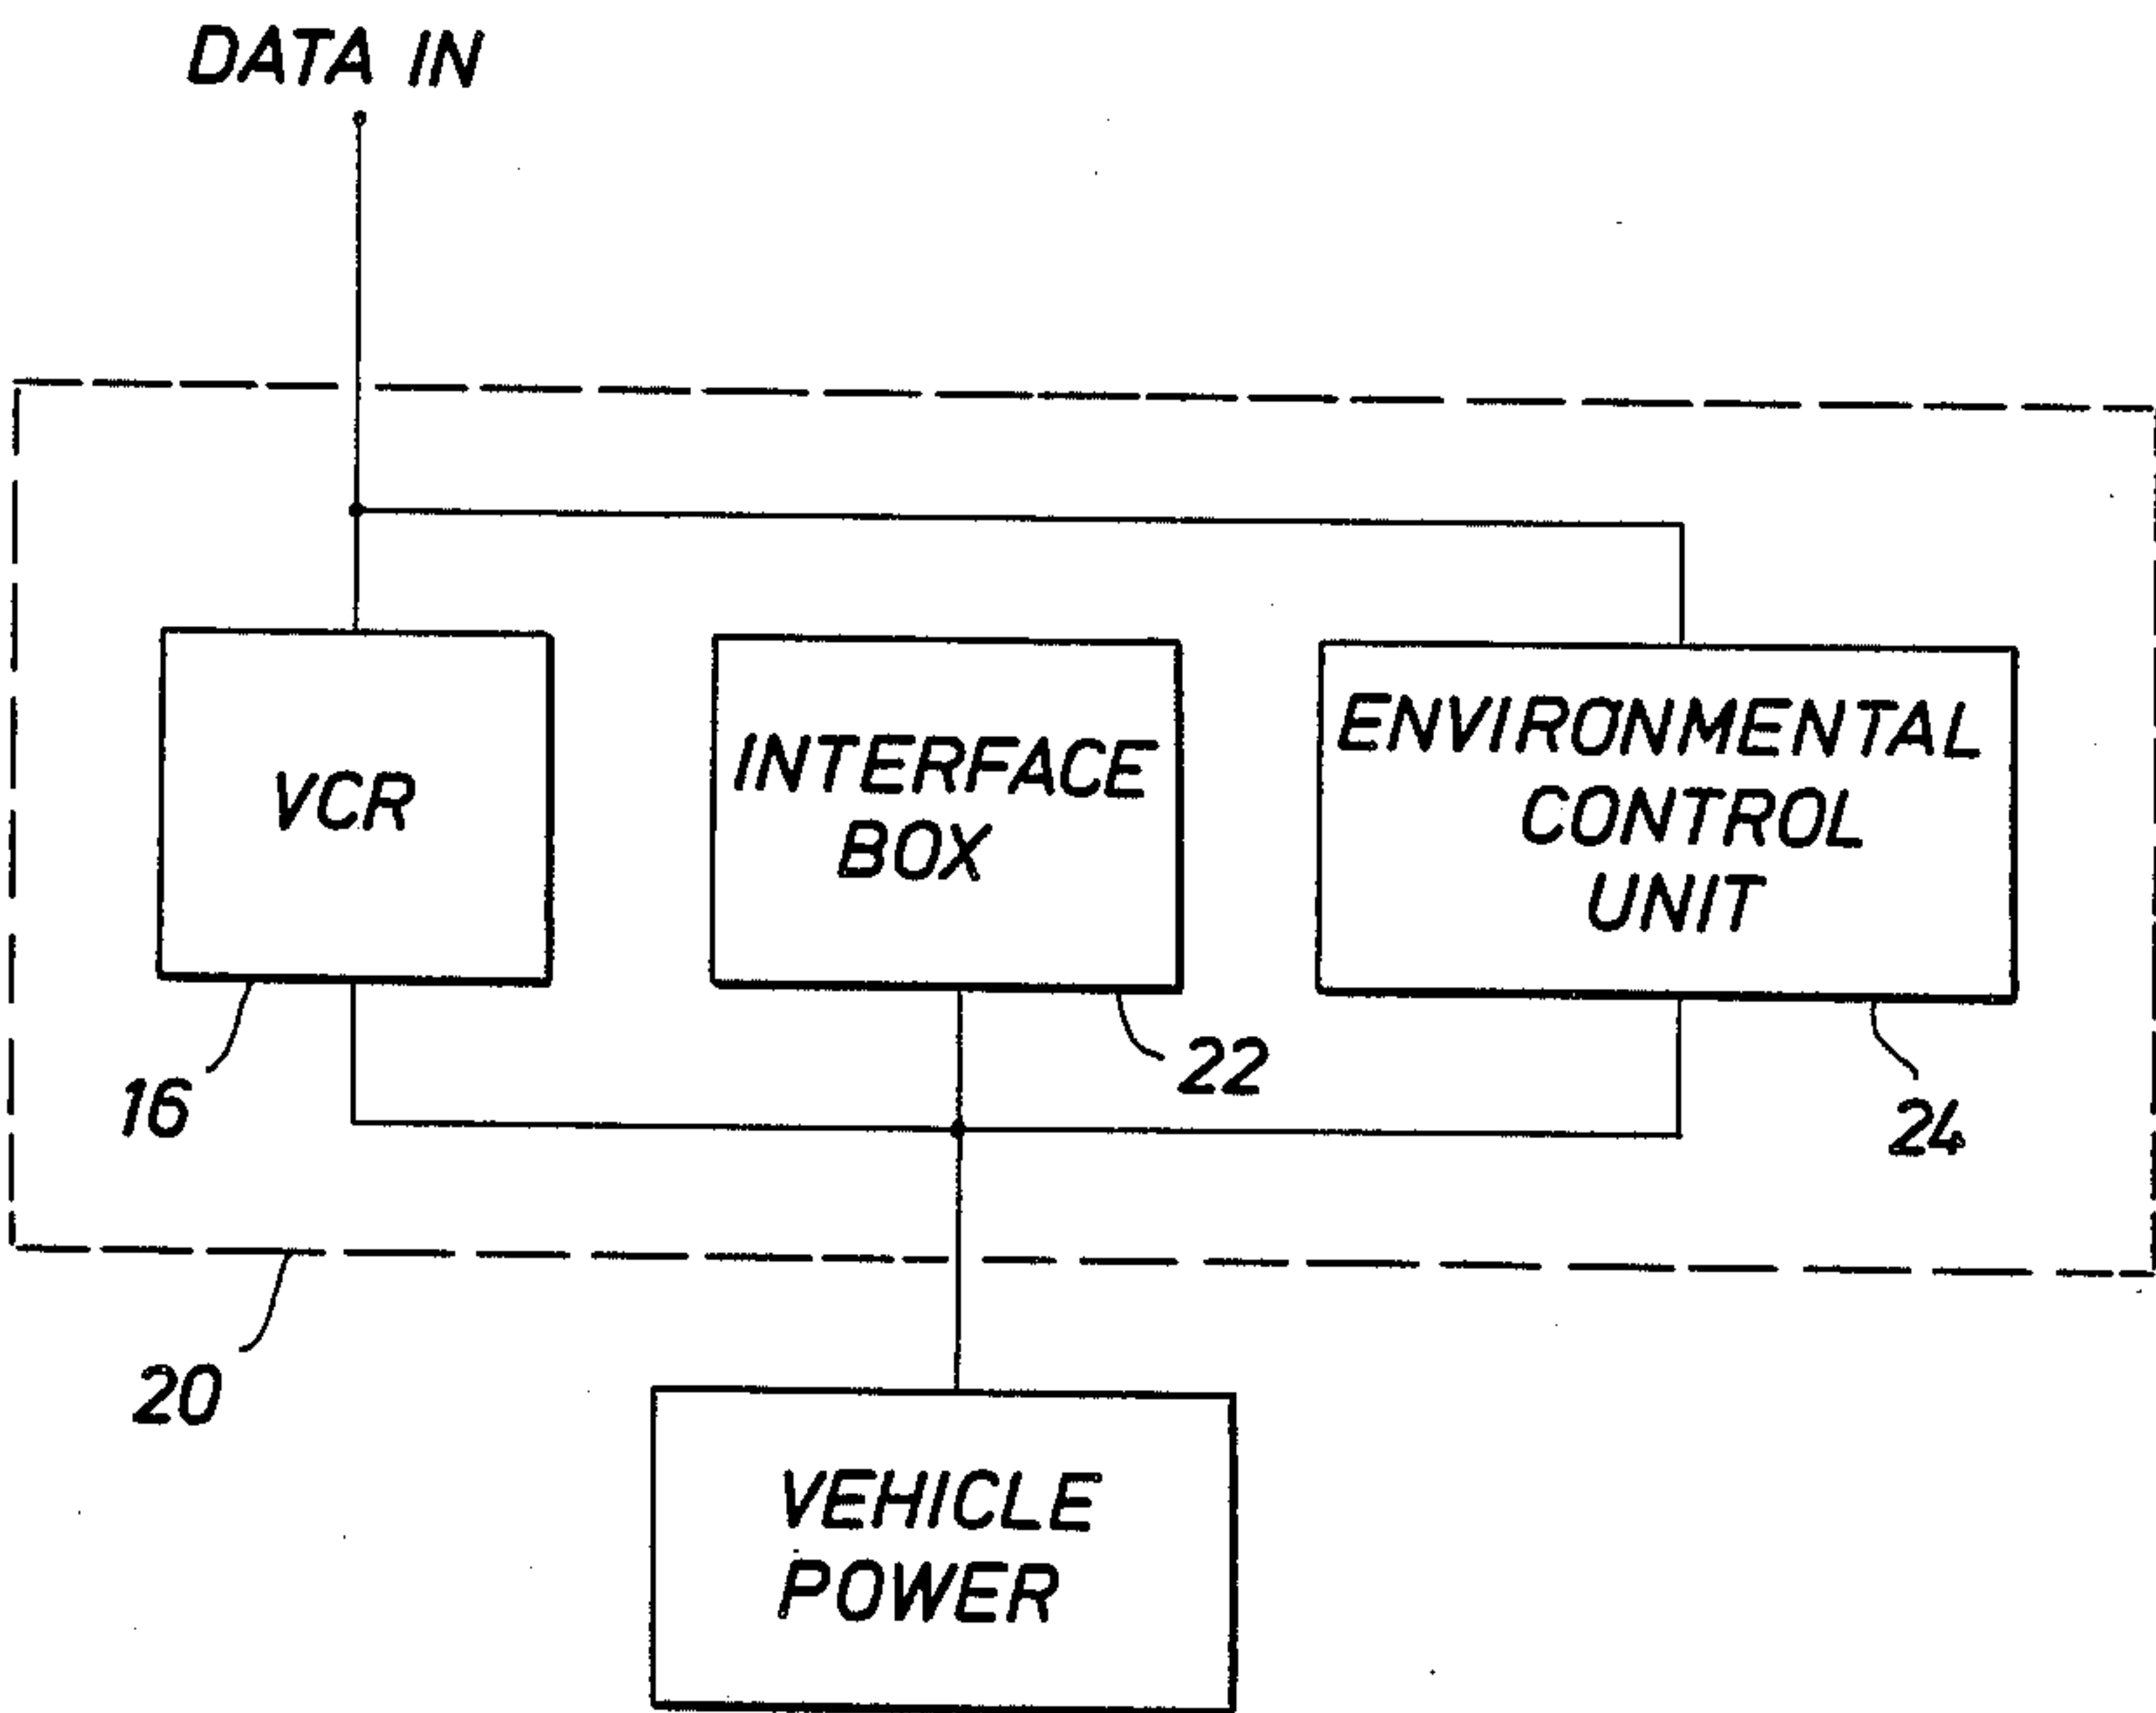 DATA IN
VCR
INTERFACE
BOX
ENVIRONMENTAL
CONTROL
UNIT
16
22
24
20
VEHICLE
POWER